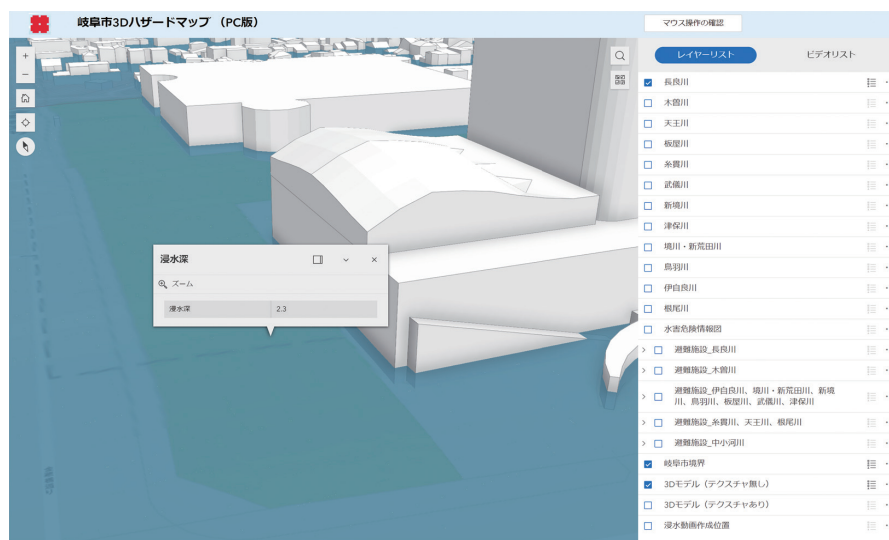 岐阜市3Dハザードマップ （PC版）
マウス操作の確認
レイヤーリスト
ビデオリスト
浸水深
ズーム
浸水深 2.3
長良川
木曽川
天王川
板屋川
糸貫川
武儀川
新境川
津保川
境川・新荒田川
鳥羽川
伊自良川
根尾川
水害危険情報図
避難施設_長良川
避難施設_木曽川
避難施設_伊自良川、境川・新荒田川、新境
川、鳥羽川、板屋川、武儀川、津保川
避難施設_糸貫川、天王川、根尾川
避難施設_中小河川
岐阜市境界
3Dモデル（テクスチャ無し）
3Dモデル（テクスチャあり）
浸水動画作成位置